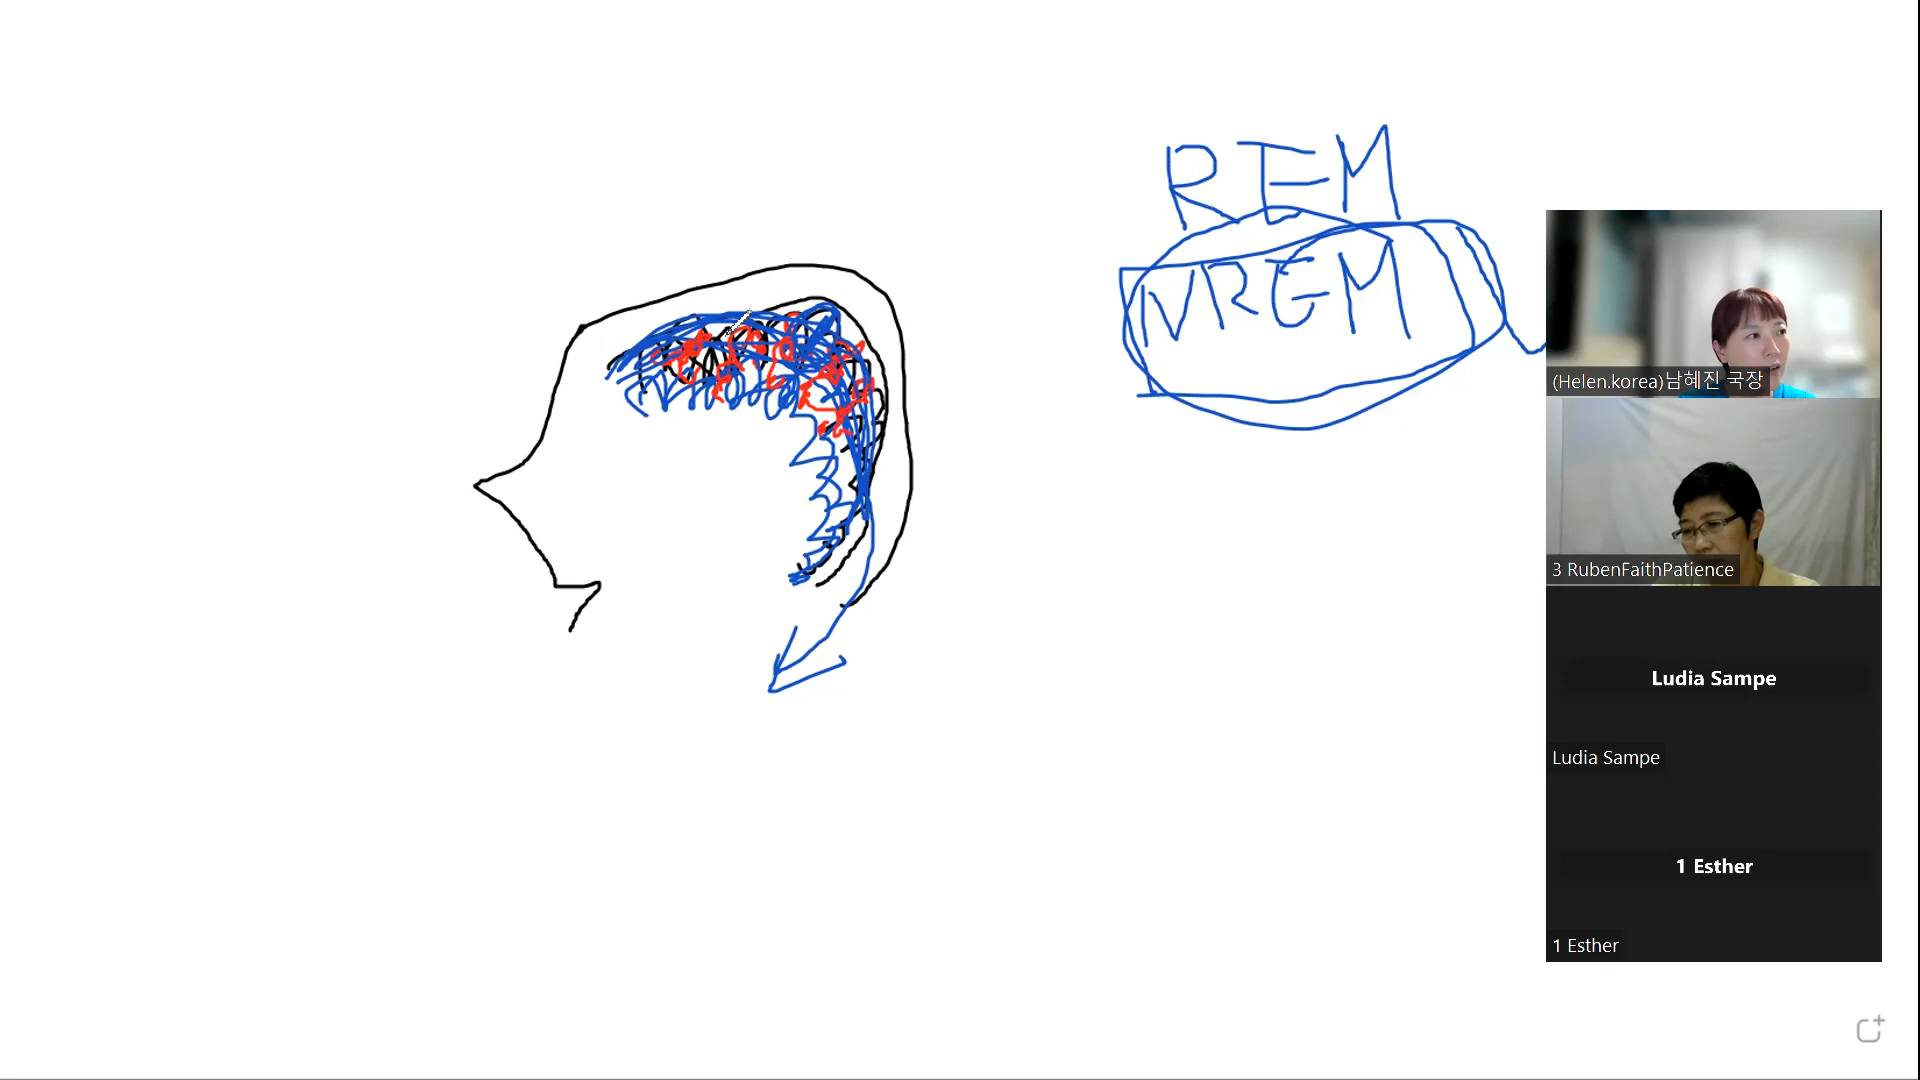 REM
NREM
(Helen.korea)남혜진 국장
3 RubenFaithPatience
Ludia Sampe
Ludia Sampe
1 Esther
1 Esther